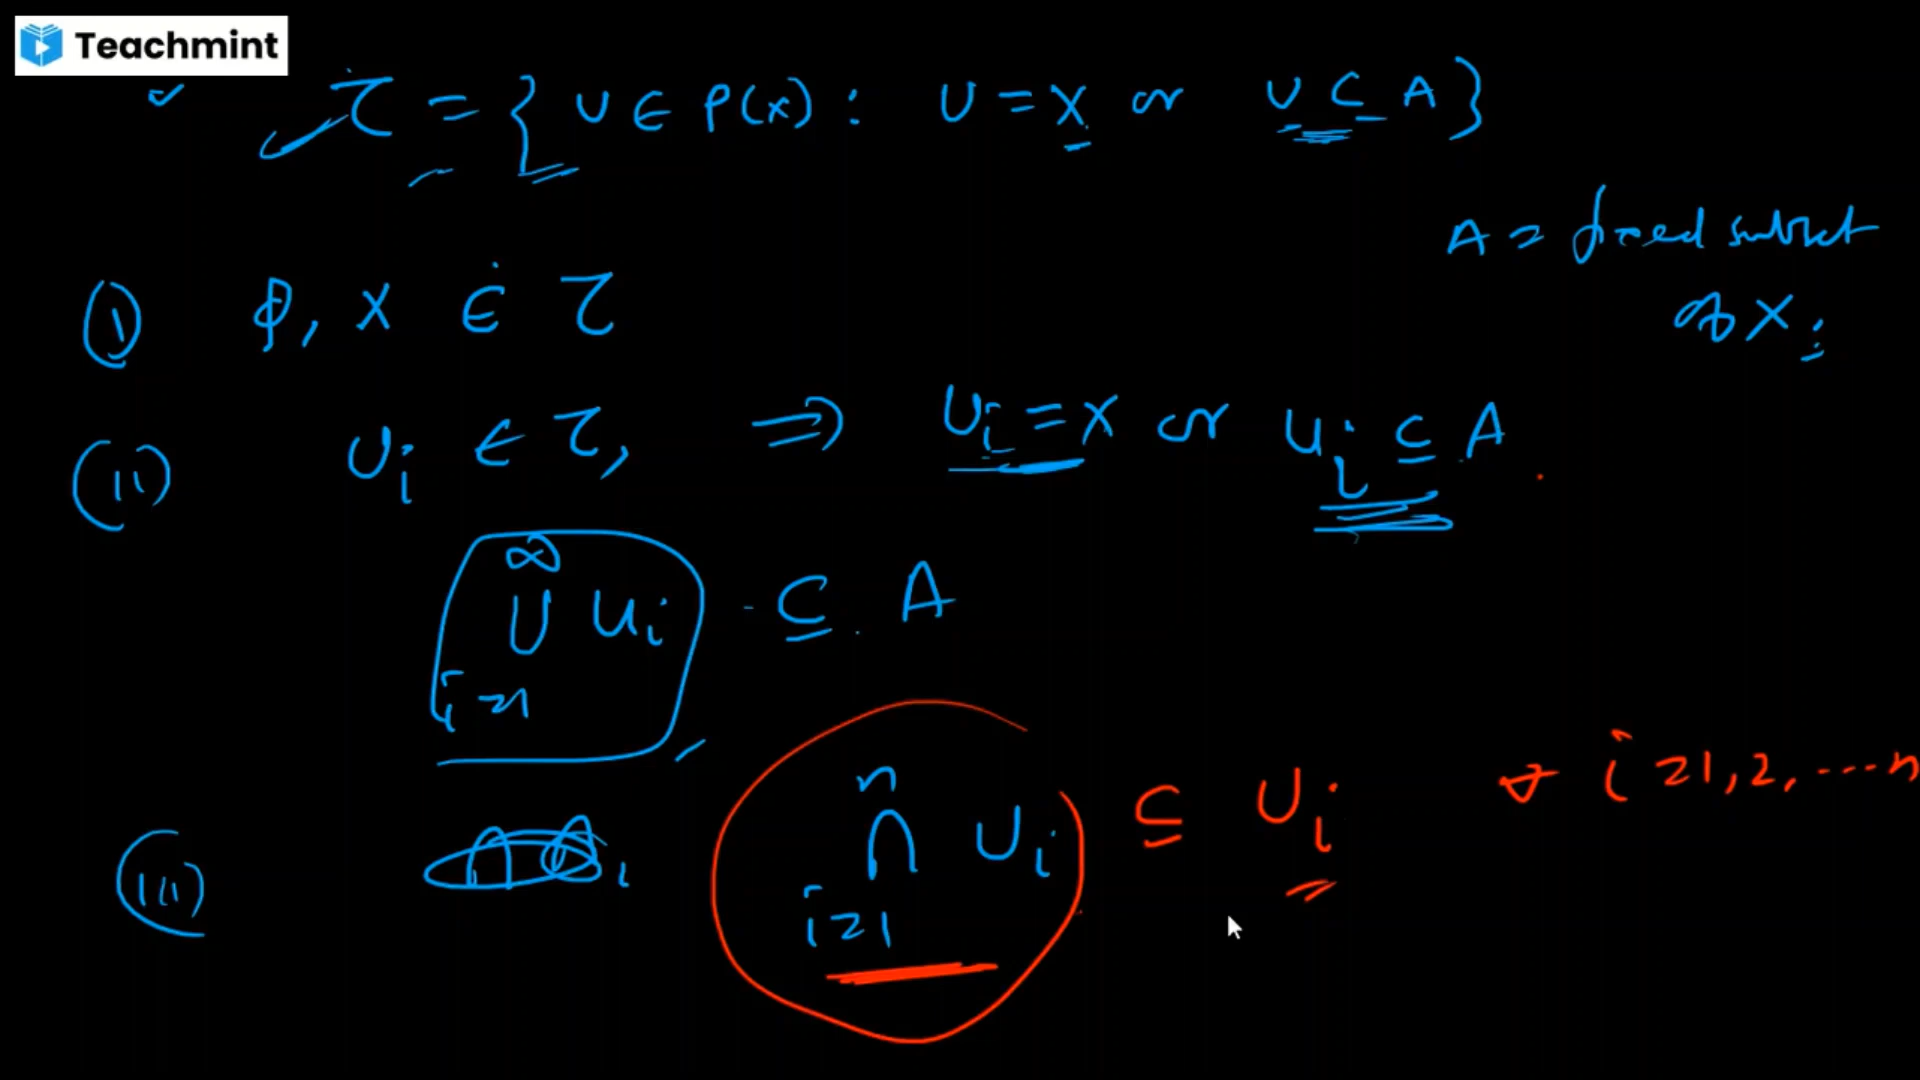 Teachmint
τ = { U ∈ P(x) : U = X or U ⊆ A }
A = fixed subset
of X.
(I) φ, X ∈ τ
(II) Ui ∈ τ, ⇒ Ui = X or Ui ⊆ A.
∞
∪ Ui ⊆ A
i=1
n
(III) ∩ Ui ⊆ Ui ∀ i=1,2,...n
i=1